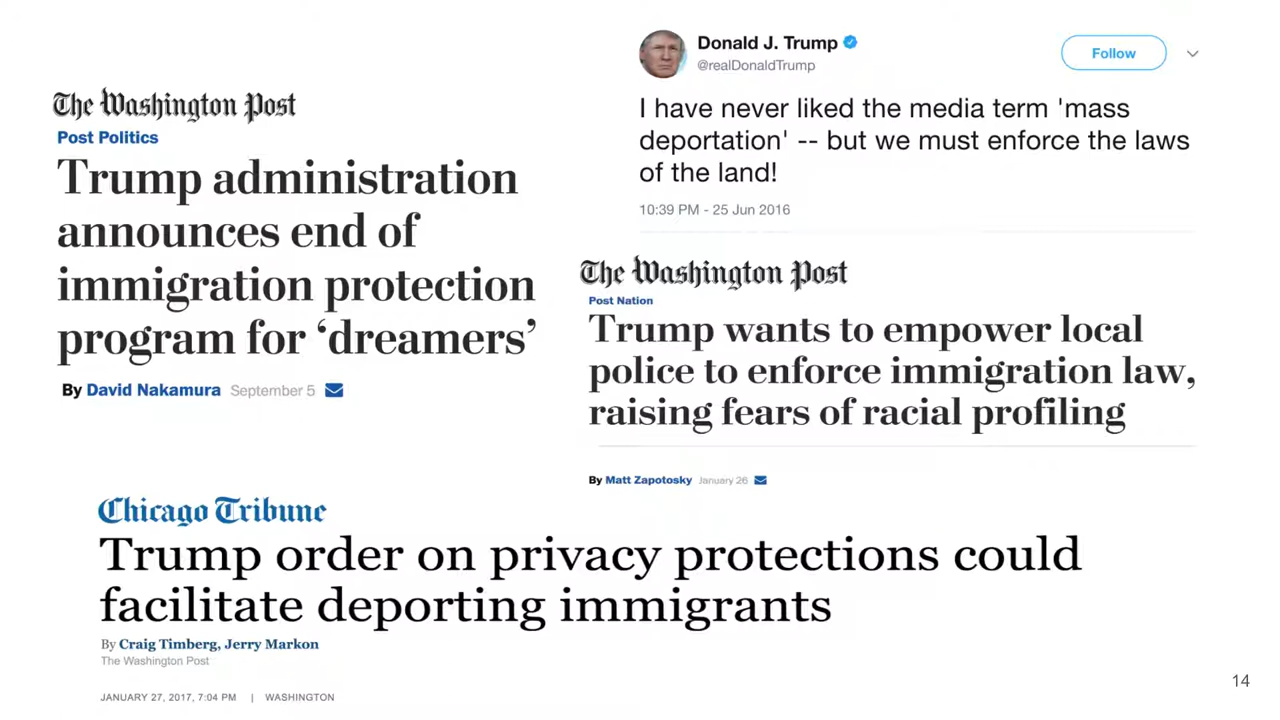 The Washington Post
Post Politics
Trump administration
announces end of
immigration protection
program for ‘dreamers’
By David Nakamura September 5
Donald J. Trump
@realDonaldTrump
Follow
I have never liked the media term 'mass
deportation' -- but we must enforce the laws
of the land!
10:39 PM - 25 Jun 2016
The Washington Post
Post Nation
Trump wants to empower local
police to enforce immigration law,
raising fears of racial profiling
By Matt Zapotosky January 26
Chicago Tribune
Trump order on privacy protections could
facilitate deporting immigrants
By Craig Timberg, Jerry Markon
The Washington Post
JANUARY 27, 2017, 7:04 PM | WASHINGTON
14